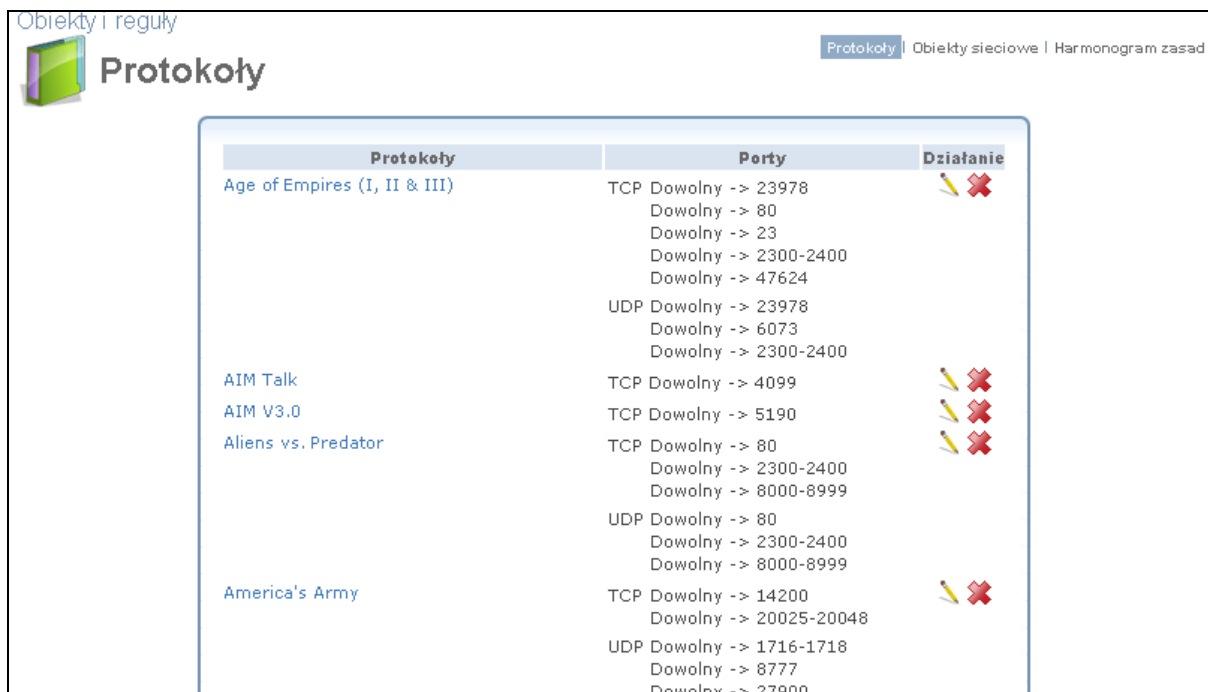 Obiekty i reguły
Protokoły
Protokoły | Obiekty sieciowe | Harmonogram zasad
Protokoły Porty Działanie
Age of Empires (I, II & III) TCP Dowolny -> 23978
Dowolny -> 80
Dowolny -> 23
Dowolny -> 2300-2400
Dowolny -> 47624
UDP Dowolny -> 23978
Dowolny -> 6073
Dowolny -> 2300-2400
AIM Talk TCP Dowolny -> 4099
AIM V3.0 TCP Dowolny -> 5190
Aliens vs. Predator TCP Dowolny -> 80
Dowolny -> 2300-2400
Dowolny -> 8000-8999
UDP Dowolny -> 80
Dowolny -> 2300-2400
Dowolny -> 8000-8999
America's Army TCP Dowolny -> 14200
Dowolny -> 20025-20048
UDP Dowolny -> 1716-1718
Dowolny -> 8777
Dowolny -> 27900